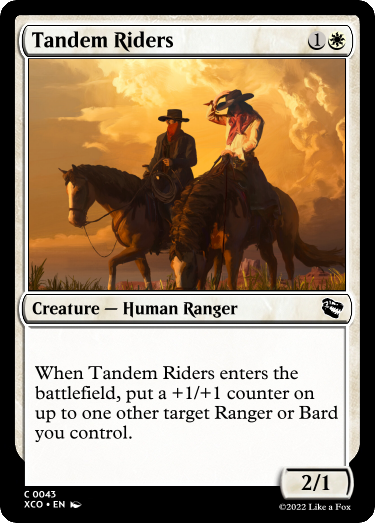 Tandem Riders 1
Creature — Human Ranger
When Tandem Riders enters the
battlefield, put a +1/+1 counter on
up to one other target Ranger or Bard
you control.
2/1
C 0043
XCO • EN
©2022 Like a Fox